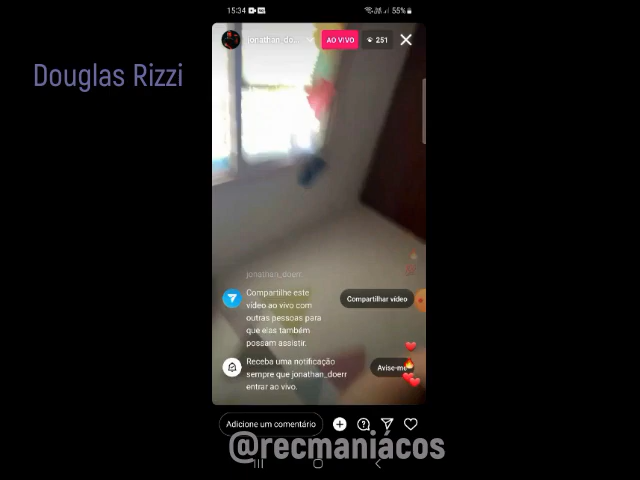 15:34
55%
jonathan_do...
AO VIVO
251
Douglas Rizzi
jonathan_doerr
Compartilhe este
vídeo ao vivo com
outras pessoas para
que elas também
possam assistir.
Compartilhar vídeo
Receba uma notificação
sempre que jonathan_doerr
entrar ao vivo.
Avise-me
Adicione um comentário
@recmaniácos